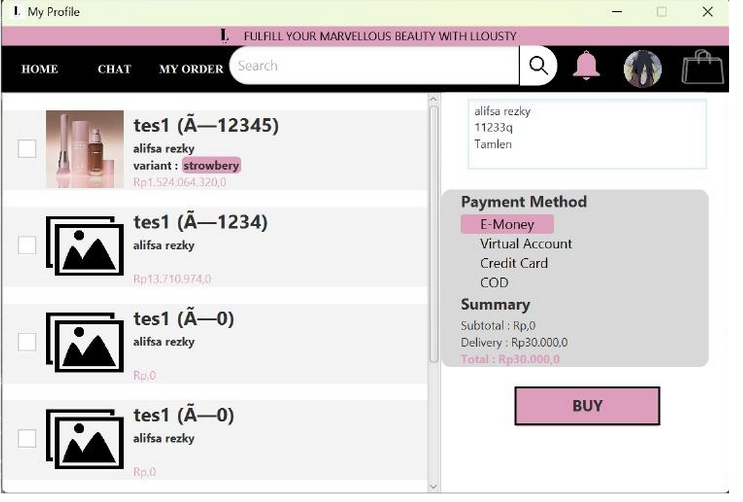 L My Profile
L FULFILL YOUR MARVELLOUS BEAUTY WITH LLOUSTY
HOME CHAT MY ORDER Search
tes1 (Ã—12345)
alifsa rezky
variant : strowbery
Rp1.524.064.320,0
tes1 (Ã—1234)
alifsa rezky
Rp13.710.974,0
tes1 (Ã—0)
alifsa rezky
Rp,0
tes1 (Ã—0)
alifsa rezky
Rp,0
alifsa rezky
11233q
Tamlen
Payment Method
E-Money
Virtual Account
Credit Card
COD
Summary
Subtotal : Rp,0
Delivery : Rp30.000,0
Total : Rp30.000,0
BUY